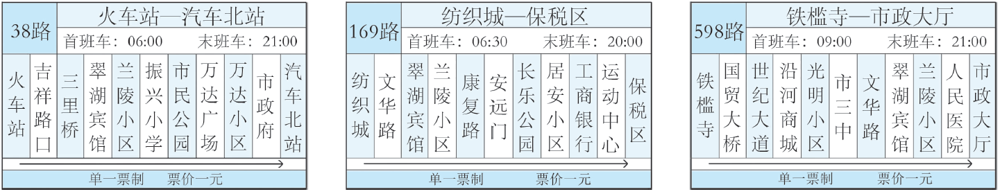 38路
火车站—汽车北站
首班车：06:00 末班车：21:00
火车站
吉祥路口
三里桥
翠湖宾馆
兰陵小区
振兴小学
市民公园
万达广场
万达小区
市政府
汽车北站
单一票制 票价一元
169路
纺织城—保税区
首班车：06:30 末班车：20:00
纺织城
文华路
翠湖宾馆
兰陵小区
康复路
安远门
长乐公园
居安小区
工商银行
运动中心
保税区
单一票制 票价一元
598路
铁槛寺—市政大厅
首班车：09:00 末班车：21:00
铁槛寺
国贸大桥
世纪大道
沿河商城
光明小区
市三中
文华路
翠湖宾馆
兰陵小区
人民医院
市政大厅
单一票制 票价一元